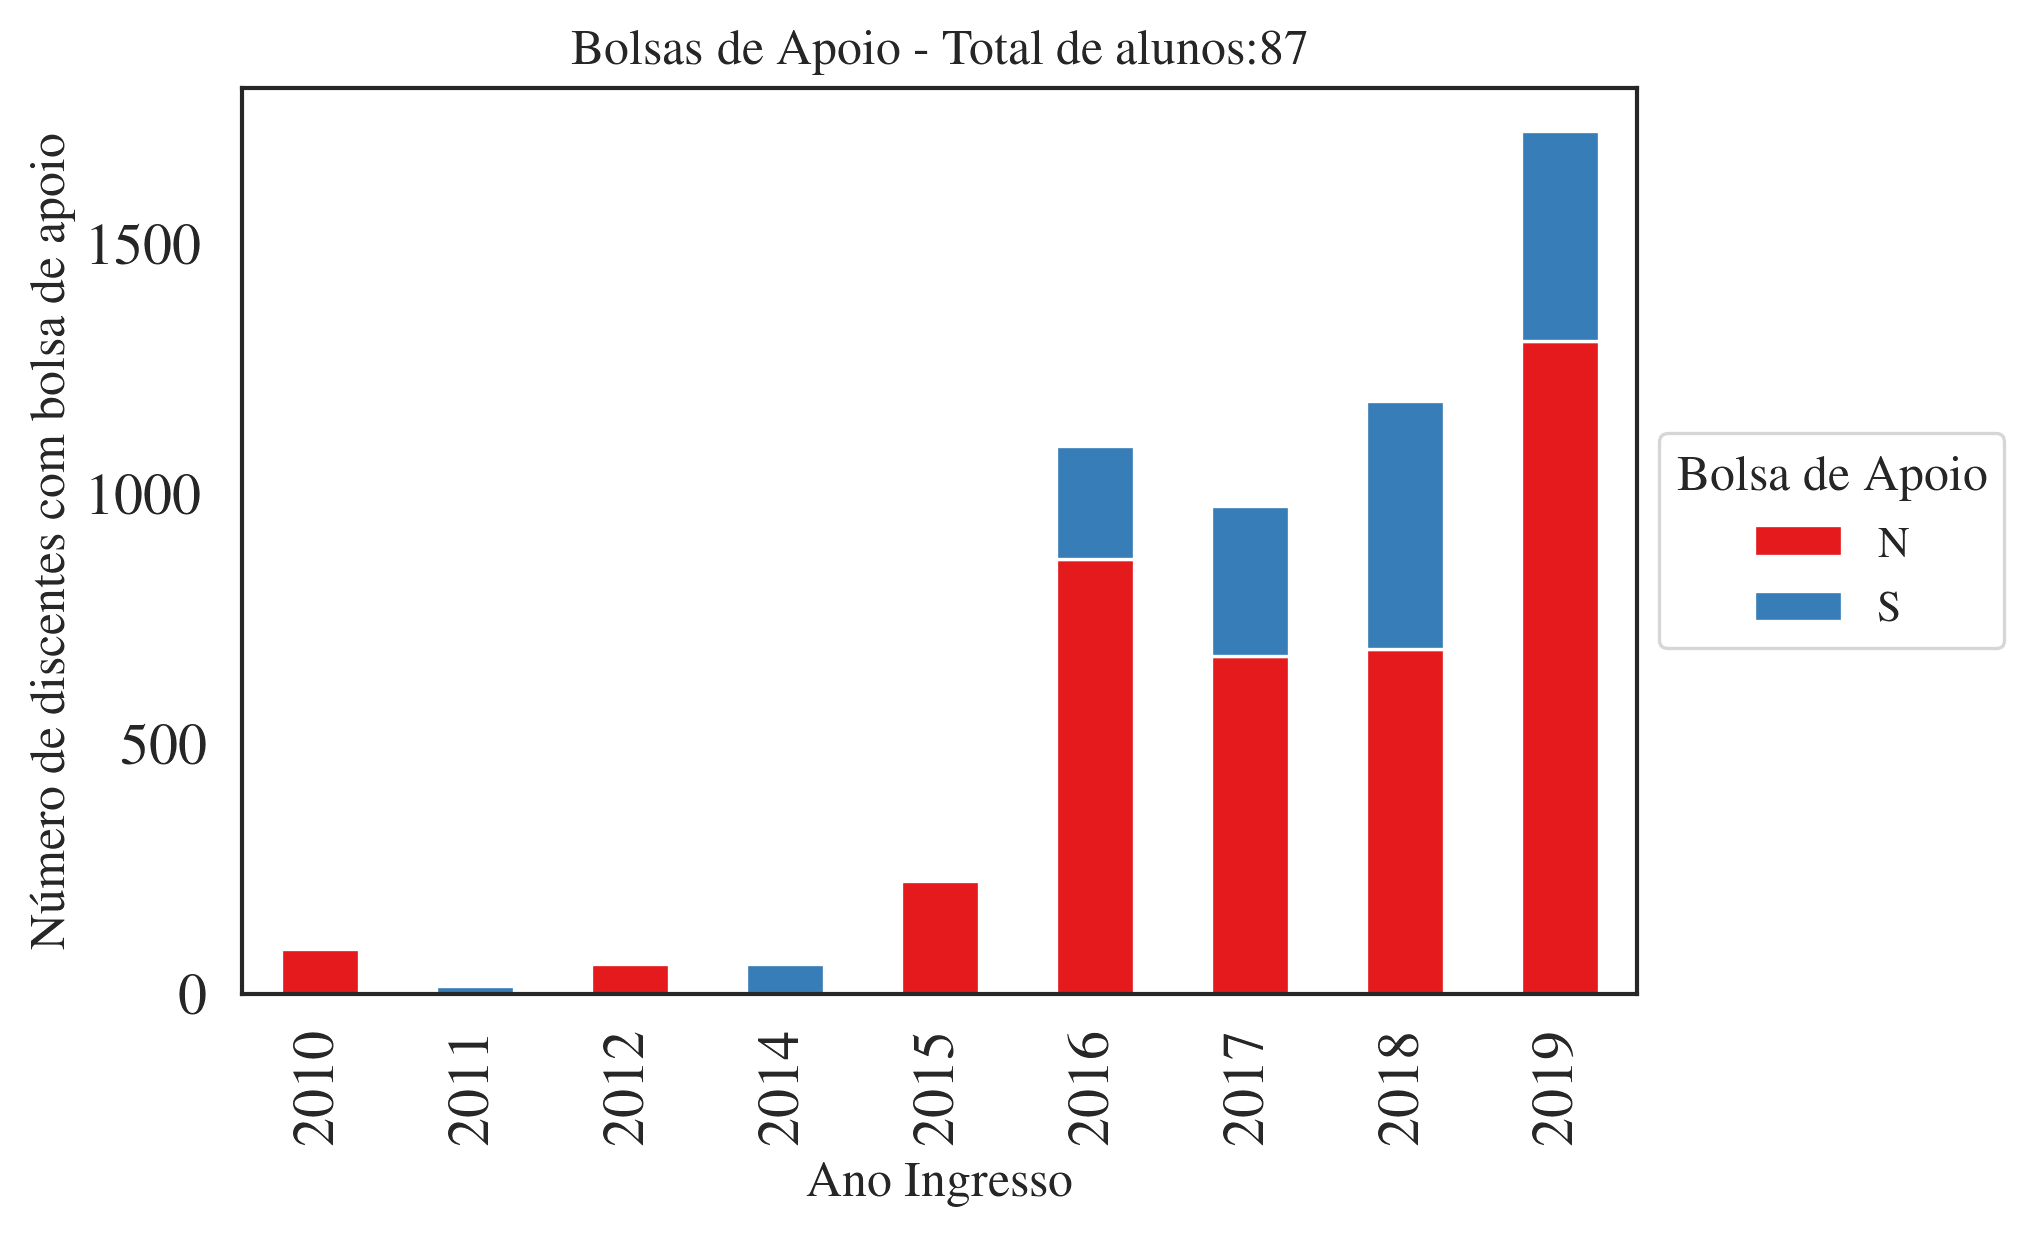 Bolsas de Apoio - Total de alunos:87
Número de discentes com bolsa de apoio
1500
1000
500
0
2010
2011
2012
2014
2015
2016
2017
2018
2019
Ano Ingresso
Bolsa de Apoio
N
S